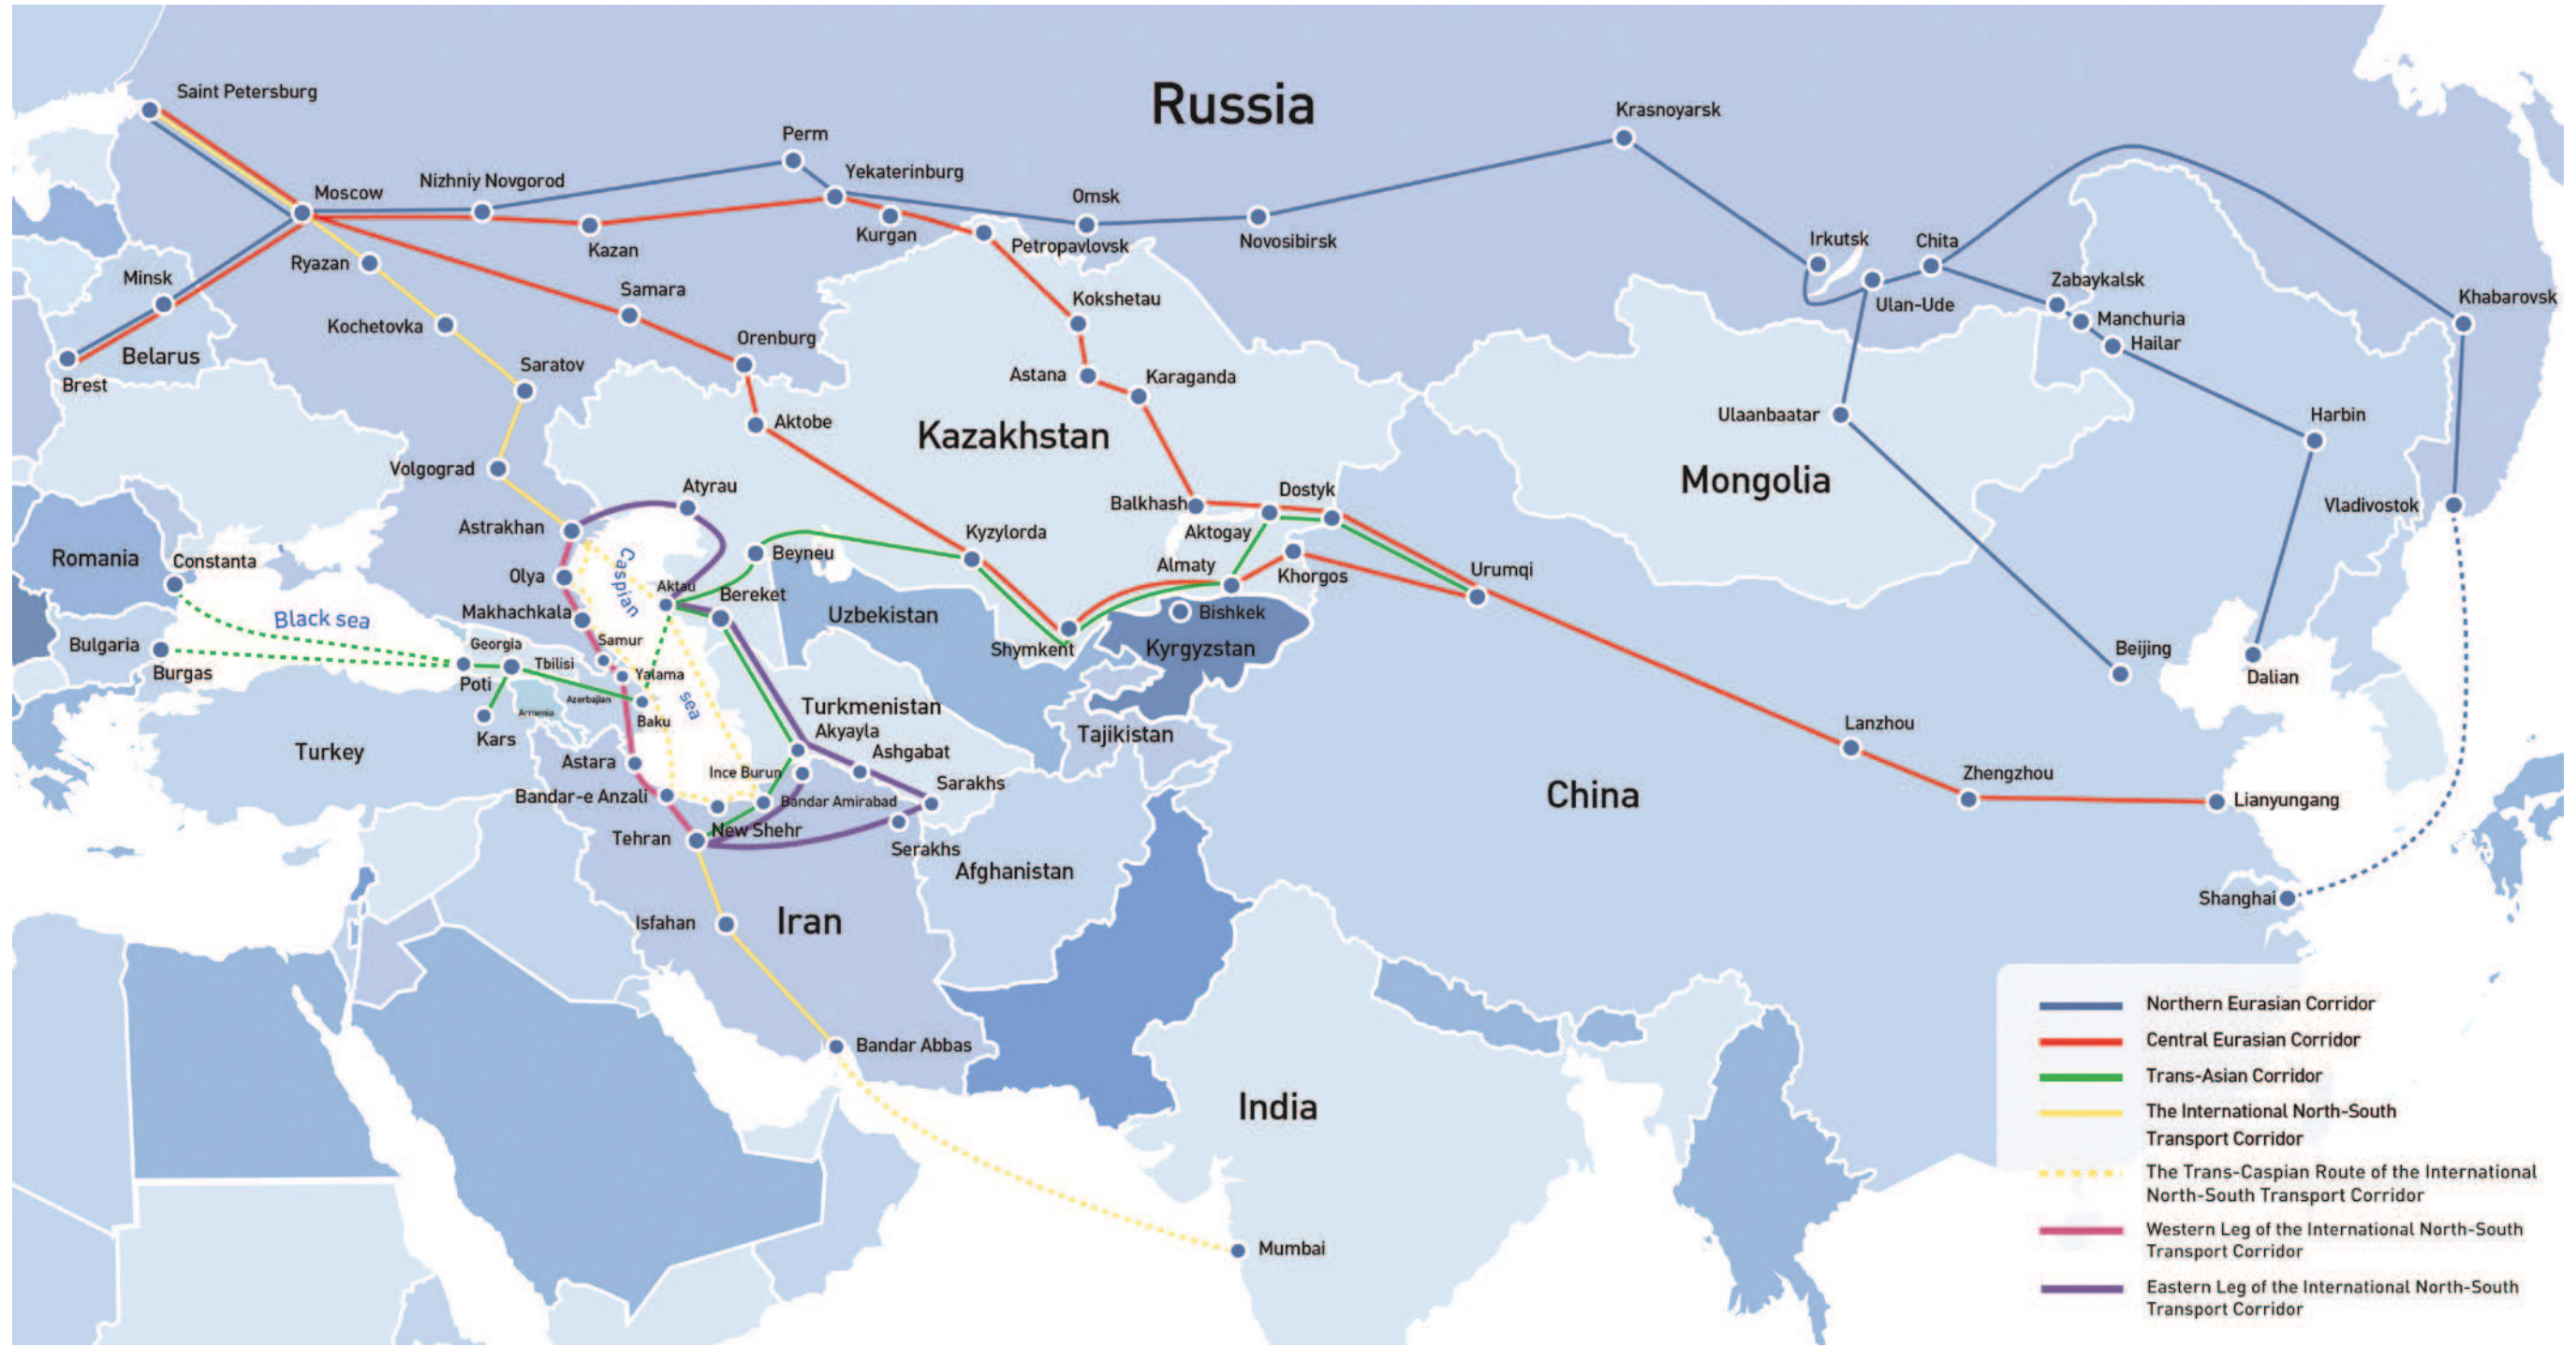 Saint Petersburg
Russia
Krasnoyarsk
Perm
Yekaterinburg
Nizhniy Novgorod
Moscow
Omsk
Kurgan
Petropavlovsk
Novosibirsk
Irkutsk
Chita
Kazan
Ryazan
Minsk
Samara
Kokshetau
Zabaykalsk
Ulan-Ude
Khabarovsk
Manchuria
Hailar
Kochetovka
Orenburg
Belarus
Brest
Saratov
Astana
Karaganda
Aktobe
Kazakhstan
Ulaanbaatar
Harbin
Volgograd
Mongolia
Atyrau
Dostyk
Balkhash
Vladivostok
Astrakhan
Kyzylorda
Aktogay
Romania
Constanta
Beyneu
Caspian
Olya
Aktau
Bereket
Almaty
Khorgos
Urumqi
Makhachkala
Black sea
Uzbekistan
Bishkek
Bulgaria
Georgia
Samur
Shymkent
Kyrgyzstan
Burgas
Poti
Tbilisi
Yalama
Beijing
Dalian
Azerbaijan
Armenia
sea
Baku
Turkmenistan
Akyayla
Tajikistan
Kars
Turkey
Ashgabat
Lanzhou
Astara
Ince Burun
Sarakhs
Zhengzhou
Bandar-e Anzali
Bandar Amirabad
China
Lianyungang
Tehran
New Shehr
Serakhs
Afghanistan
Shanghai
Isfahan
Iran
Bandar Abbas
India
Mumbai
Northern Eurasian Corridor
Central Eurasian Corridor
Trans-Asian Corridor
The International North-South
Transport Corridor
The Trans-Caspian Route of the International
North-South Transport Corridor
Western Leg of the International North-South
Transport Corridor
Eastern Leg of the International North-South
Transport Corridor